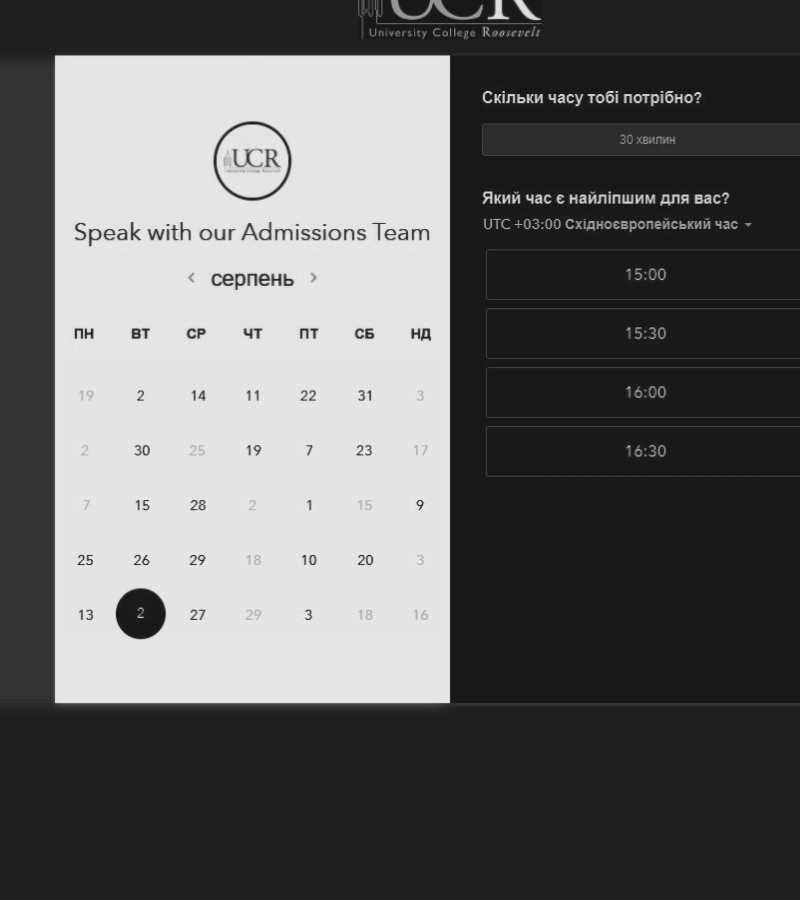 UCR
University College Roosevelt
UCR
University College Roosevelt
Speak with our Admissions Team
серпень
ПН ВТ СР ЧТ ПТ СБ НД
19 2 14 11 22 31 3
2 30 25 19 7 23 17
7 15 28 2 1 15 9
25 26 29 18 10 20 3
13 2 27 29 3 18 16
Скільки часу тобі потрібно?
30 хвилин
Який час є найліпшим для вас?
UTC +03:00 Східноєвропейський час
15:00
15:30
16:00
16:30